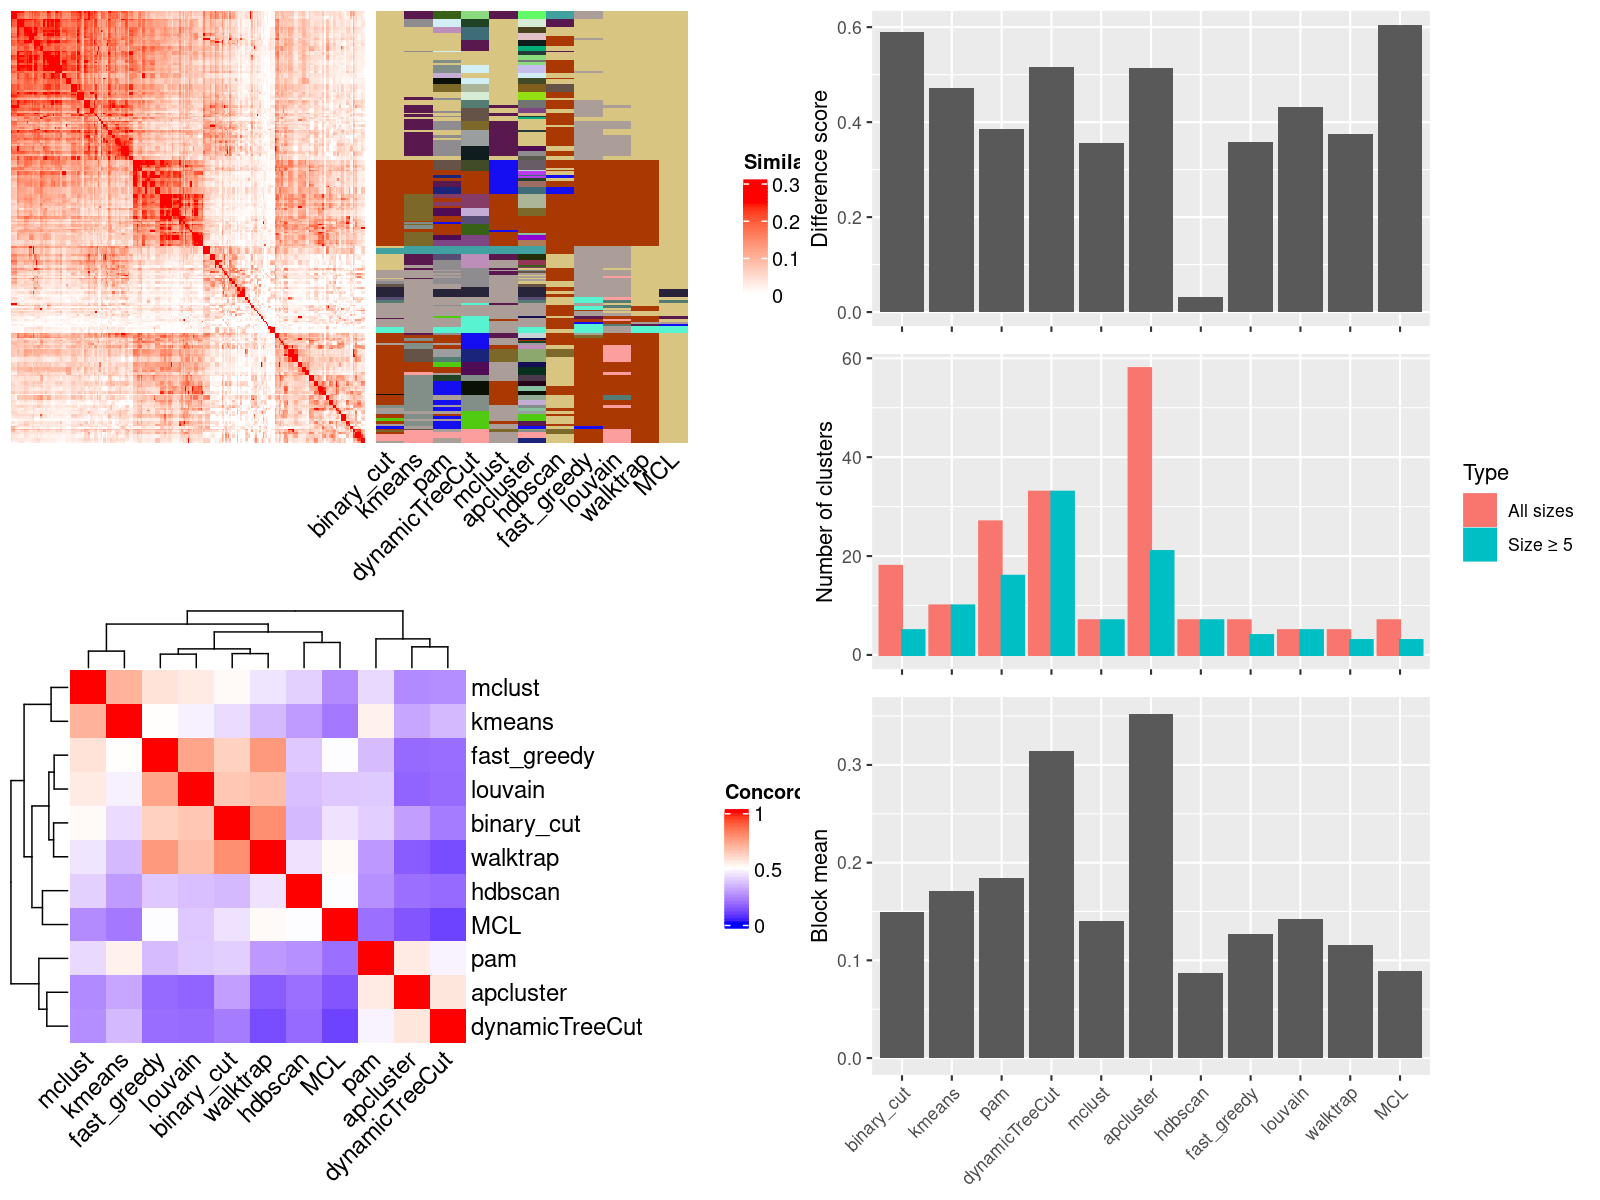 Simila
0.3
0.2
0.1
0
binary_cut
kmeans
pam
dynamicTreeCut
mclust
apcluster
hdbscan
fast_greedy
louvain
walktrap
MCL
mclust
kmeans
fast_greedy
louvain
binary_cut
walktrap
hdbscan
MCL
pam
apcluster
dynamicTreeCut
mclust
kmeans
fast_greedy
louvain
binary_cut
walktrap
hdbscan
MCL
pam
apcluster
dynamicTreeCut
Concord
1
0.5
0
Difference score
0.6
0.4
0.2
0.0
Number of clusters
60
40
20
0
Type
All sizes
Size ≥ 5
Block mean
0.3
0.2
0.1
0.0
binary_cut
kmeans
pam
dynamicTreeCut
mclust
apcluster
hdbscan
fast_greedy
louvain
walktrap
MCL